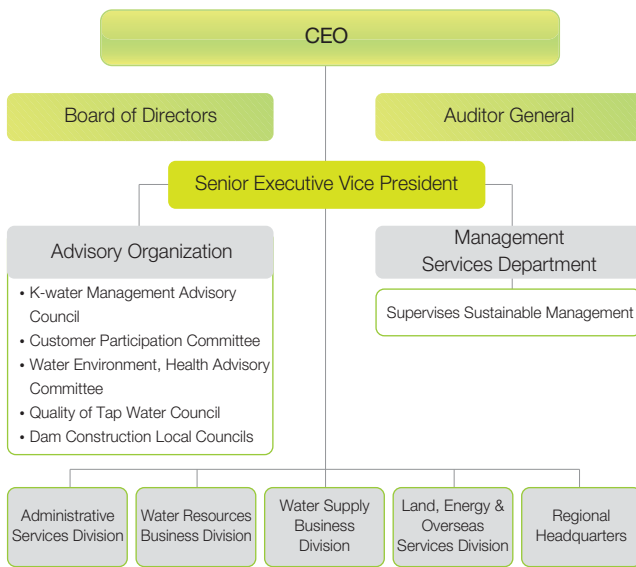 CEO
Board of Directors
Auditor General
Senior Executive Vice President
Advisory Organization
• K-water Management Advisory
Council
• Customer Participation Committee
• Water Environment, Health Advisory
Committee
• Quality of Tap Water Council
• Dam Construction Local Councils
Management
Services Department
Supervises Sustainable Management
Administrative
Services Division
Water Resources
Business Division
Water Supply
Business
Division
Land, Energy &
Overseas
Services Division
Regional
Headquarters